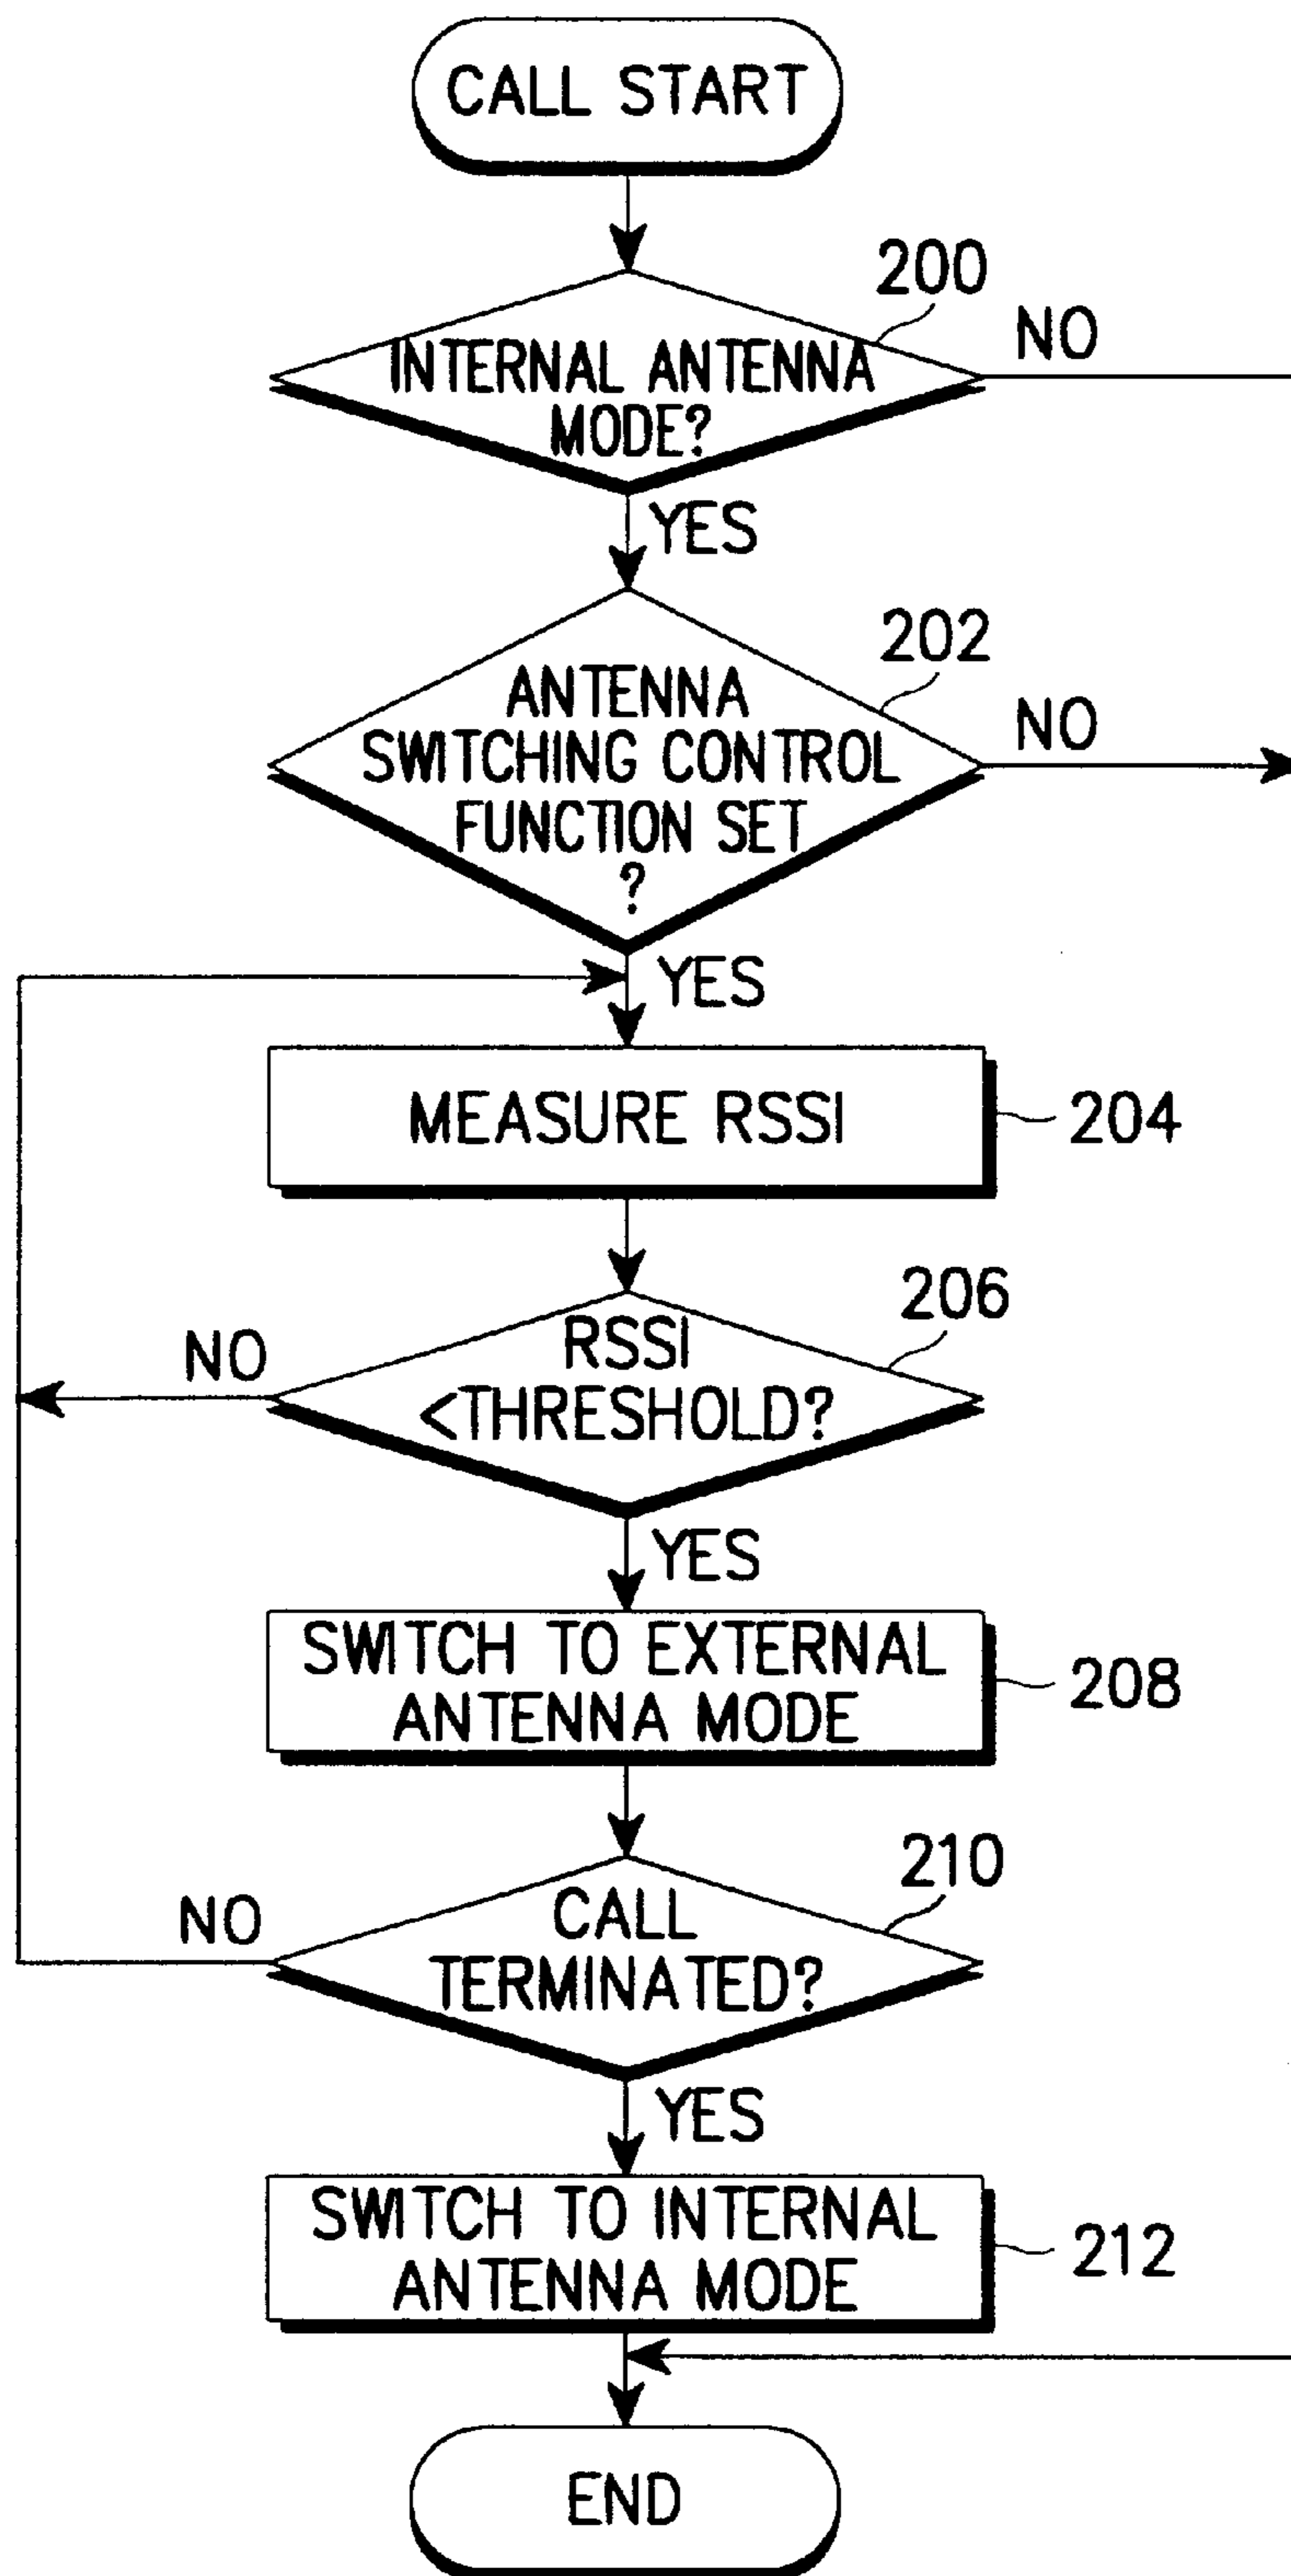 CALL START
200
NO
INTERNAL ANTENNA
MODE?
YES
202
NO
ANTENNA
SWITCHING CONTROL
FUNCTION SET
?
YES
MEASURE RSSI
204
206
NO
RSSI
<THRESHOLD?
YES
SWITCH TO EXTERNAL
ANTENNA MODE
208
210
NO
CALL
TERMINATED?
YES
SWITCH TO INTERNAL
ANTENNA MODE
212
END